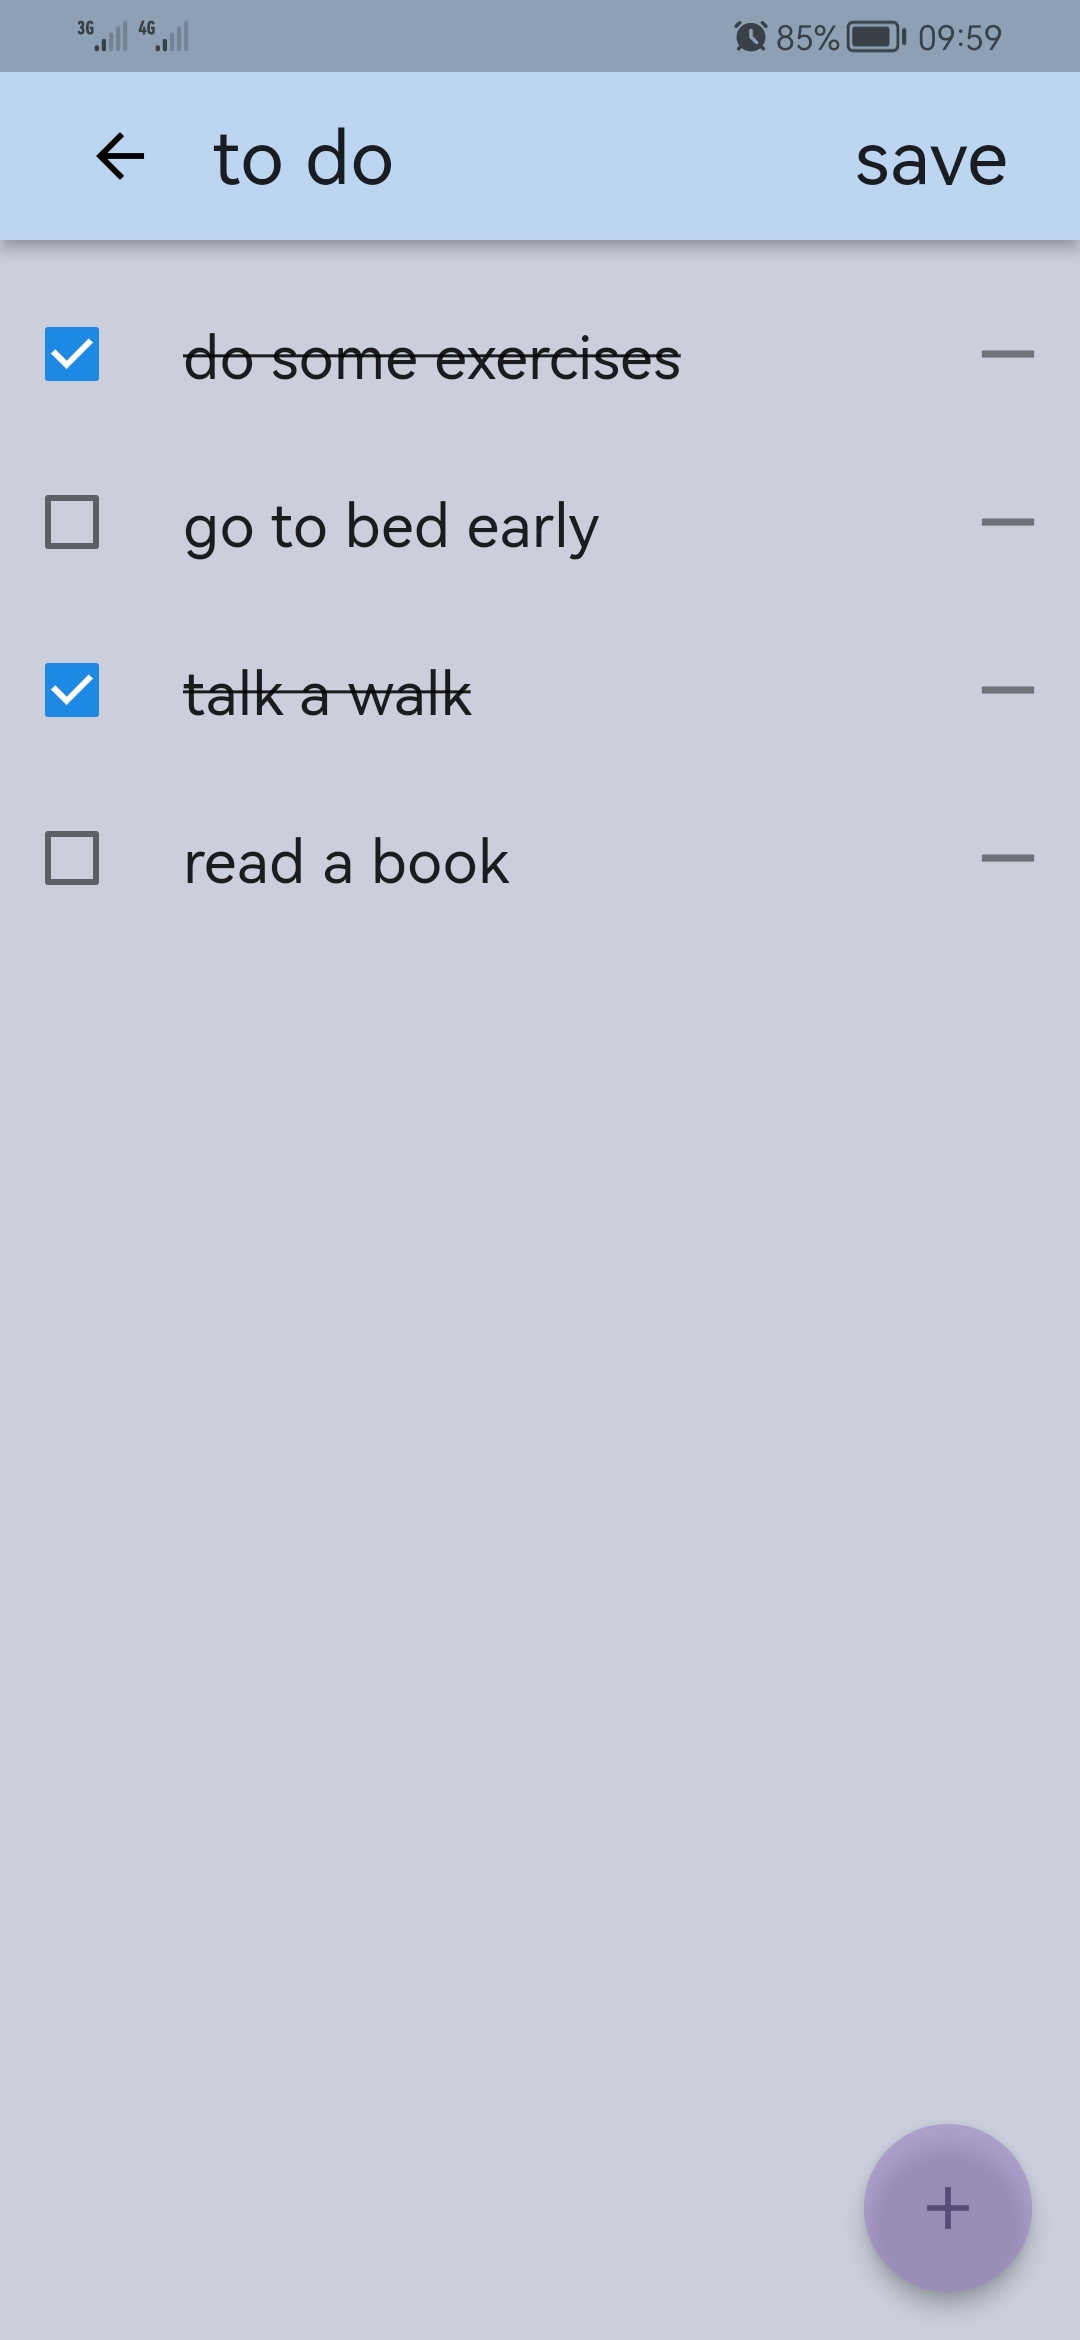 3G 4G 85% 09:59
to do save
do some exercises
go to bed early
talk a walk
read a book